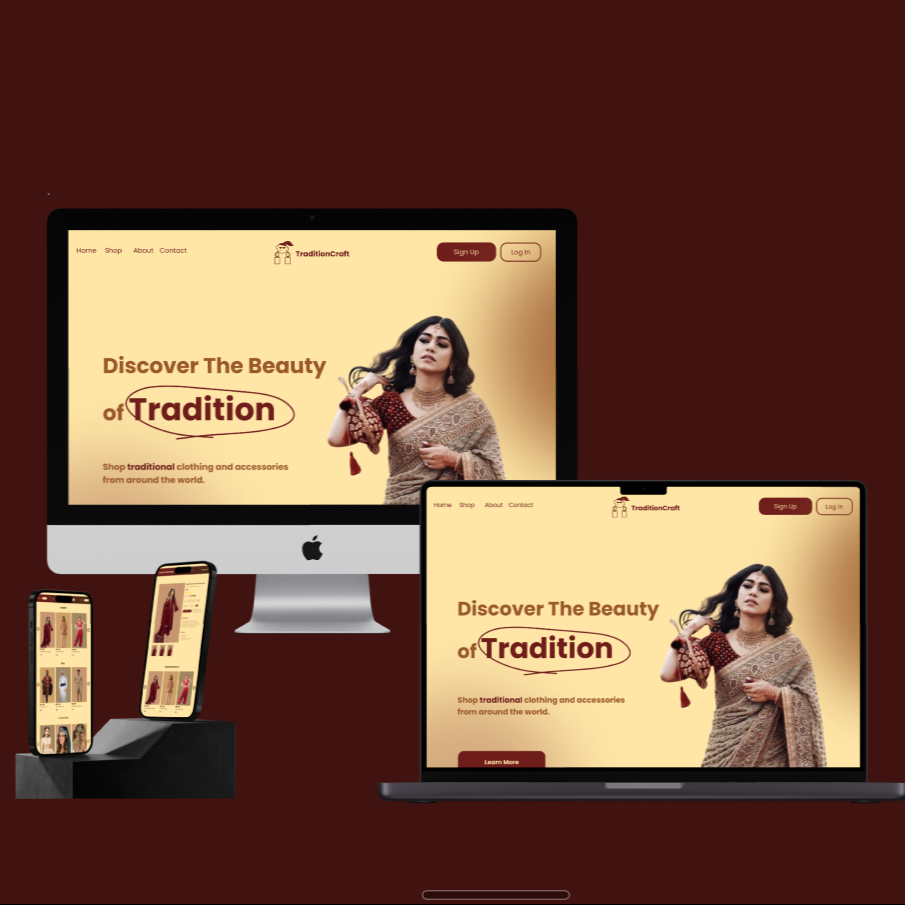 Home Shop About Contact
TraditionCraft
Sign Up
Log In
Discover The Beauty
of Tradition
Shop traditional clothing and accessories
from around the world.
Home Shop About Contact
TraditionCraft
Sign Up
Log In
Discover The Beauty
of Tradition
Shop traditional clothing and accessories
from around the world.
Learn More